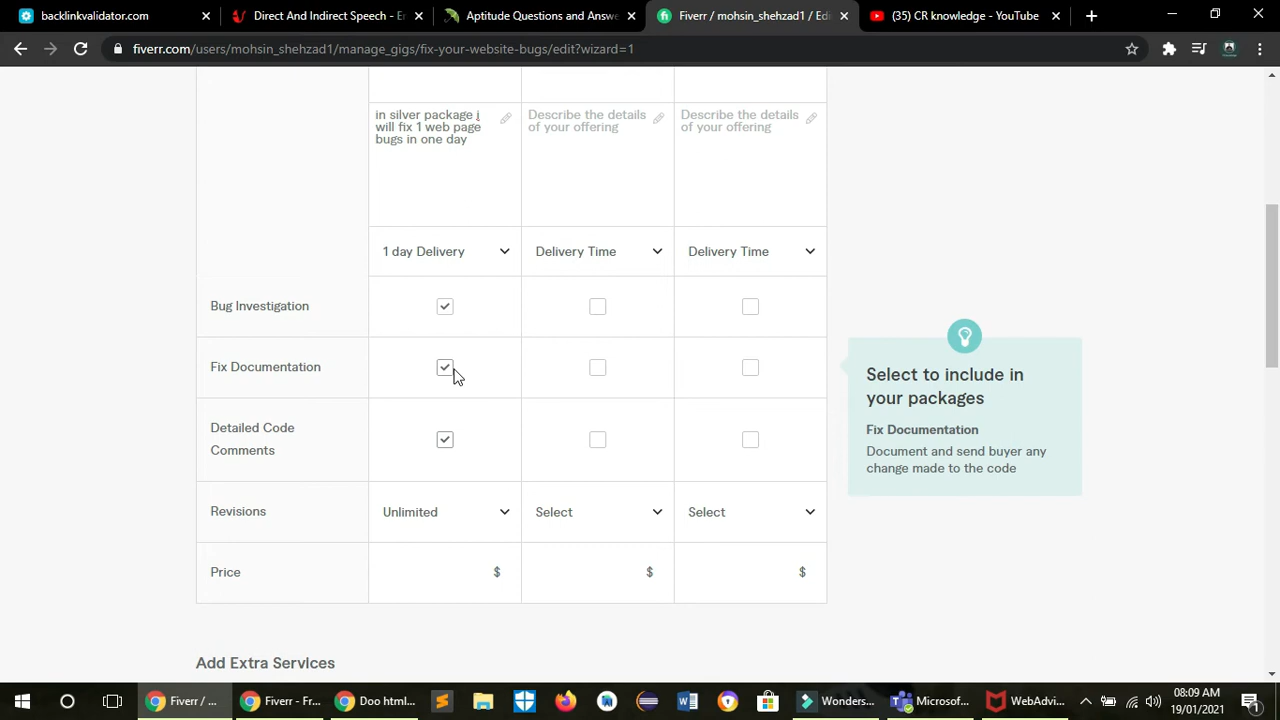 backlinkvalidator.com
Direct And Indirect Speech - En
Aptitude Questions and Answe
Fiverr / mohsin_shehzad1 / Edi
(35) CR knowledge - YouTube
fiverr.com/users/mohsin_shehzad1/manage_gigs/fix-your-website-bugs/edit?wizard=1
in silver package i
will fix 1 web page
bugs in one day
Describe the details
of your offering
Describe the details
of your offering
1 day Delivery
Delivery Time
Delivery Time
Bug Investigation
Fix Documentation
Detailed Code
Comments
Revisions
Unlimited
Select
Select
Price
$
$
$
Select to include in
your packages
Fix Documentation
Document and send buyer any
change made to the code
Add Extra Services
Fiverr / ...
Fiverr - Fr...
Doo html...
Wonders...
Microsof...
WebAdvi...
08:09 AM
19/01/2021